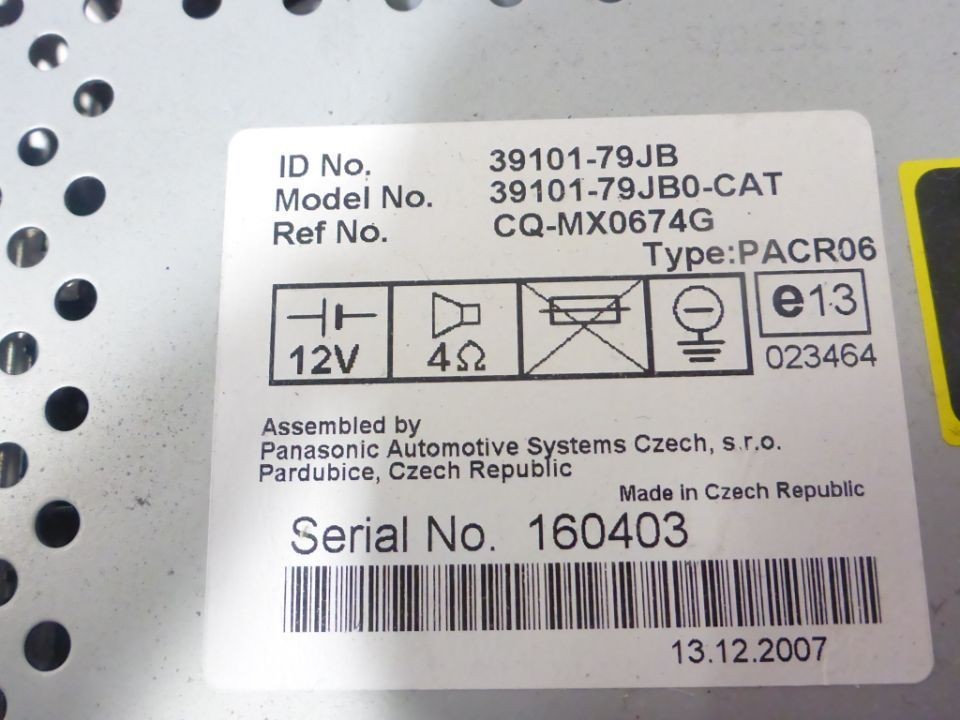 ID No. 39101-79JB
Model No. 39101-79JB0-CAT
Ref No. CQ-MX0674G
Type:PACR06
12V 4Ω e13
023464
Assembled by
Panasonic Automotive Systems Czech, s.r.o.
Pardubice, Czech Republic
Made in Czech Republic
Serial No. 160403
13.12.2007